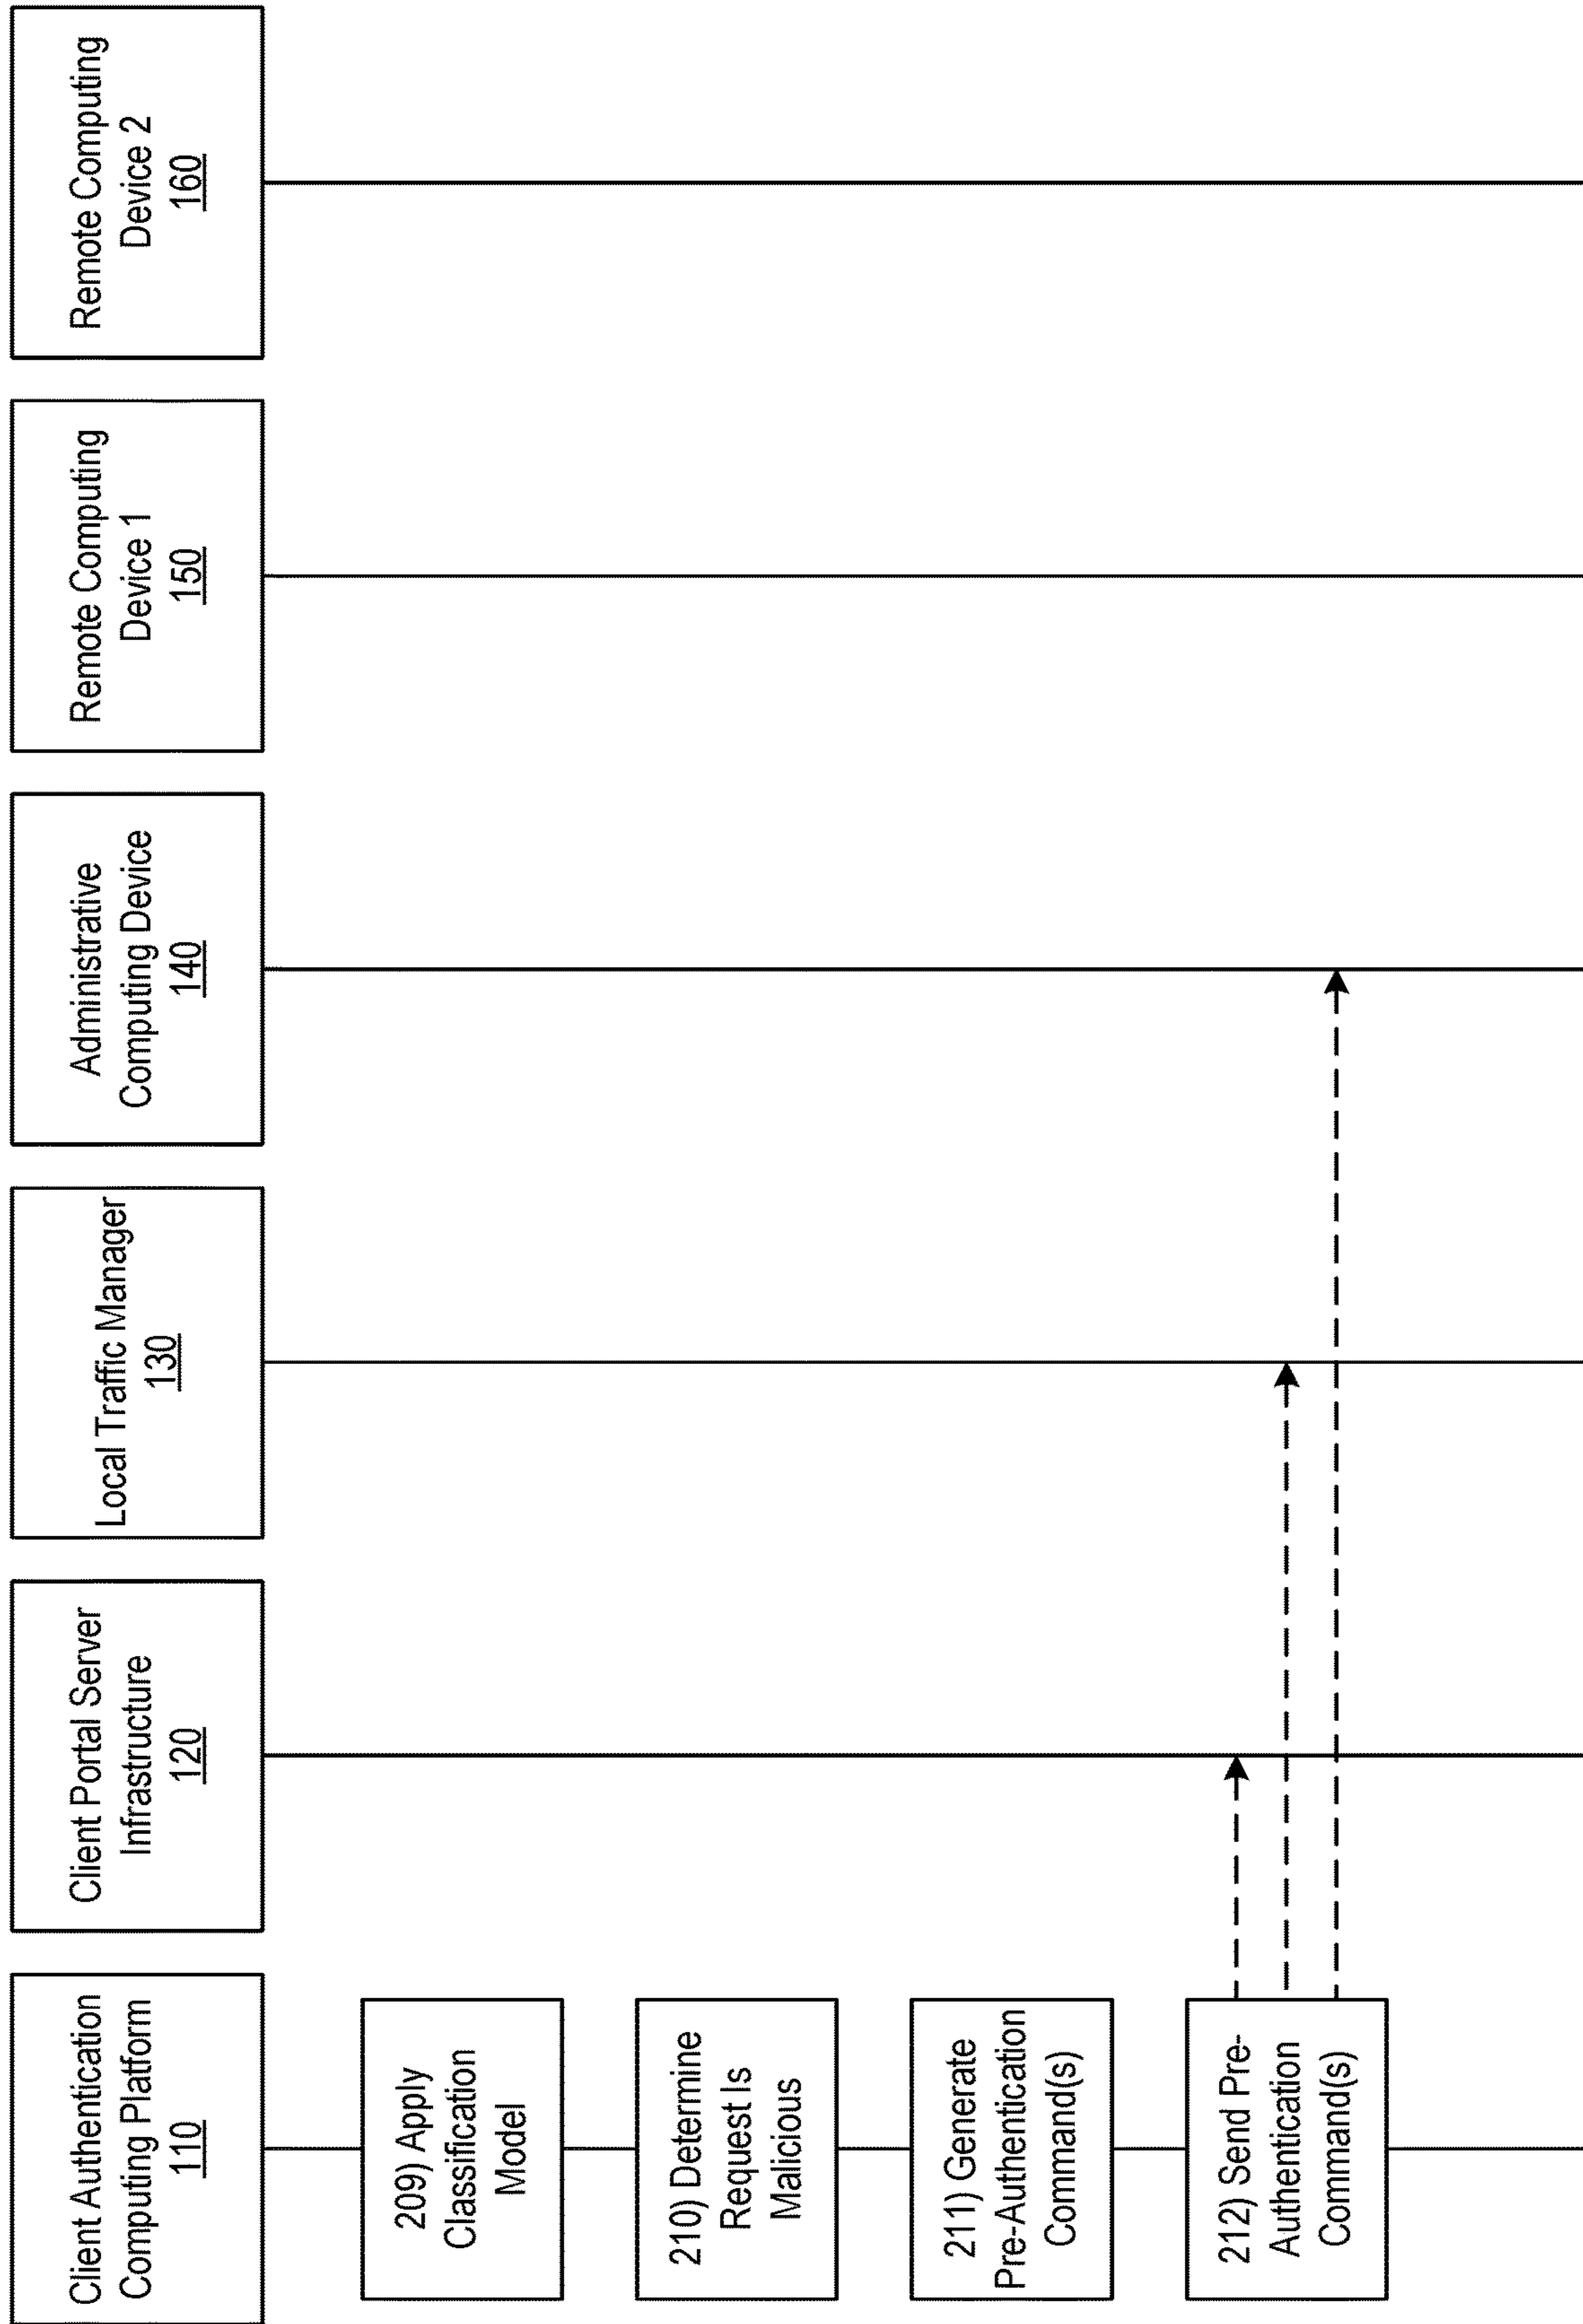 Client Authentication
Computing Platform
110
Client Portal Server
Infrastructure
120
Local Traffic Manager
130
Administrative
Computing Device
140
Remote Computing
Device 1
150
Remote Computing
Device 2
160
209) Apply
Classification
Model
210) Determine
Request Is
Malicious
211) Generate
Pre-Authentication
Command(s)
212) Send Pre-
Authentication
Command(s)